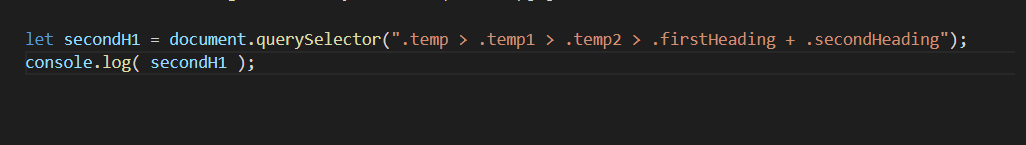 let secondH1 = document.querySelector(".temp > .temp1 > .temp2 > .firstHeading + .secondHeading");
console.log( secondH1 );